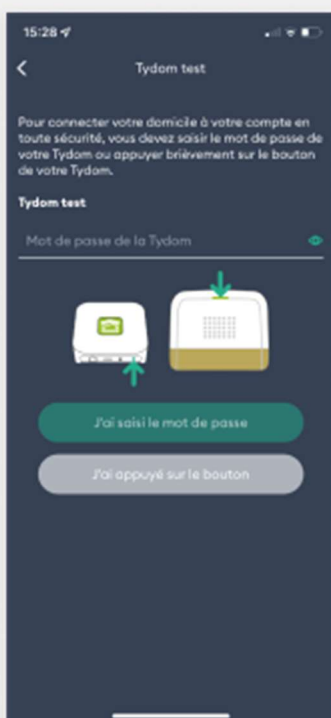 15:28
Tydom test
Pour connecter votre domicile à votre compte en
toute sécurité, vous devez saisir le mot de passe de
votre Tydom ou appuyer brièvement sur le bouton
de votre Tydom.
Tydom test
Mot de passe de la Tydom
J'ai saisi le mot de passe
J'ai appuyé sur le bouton